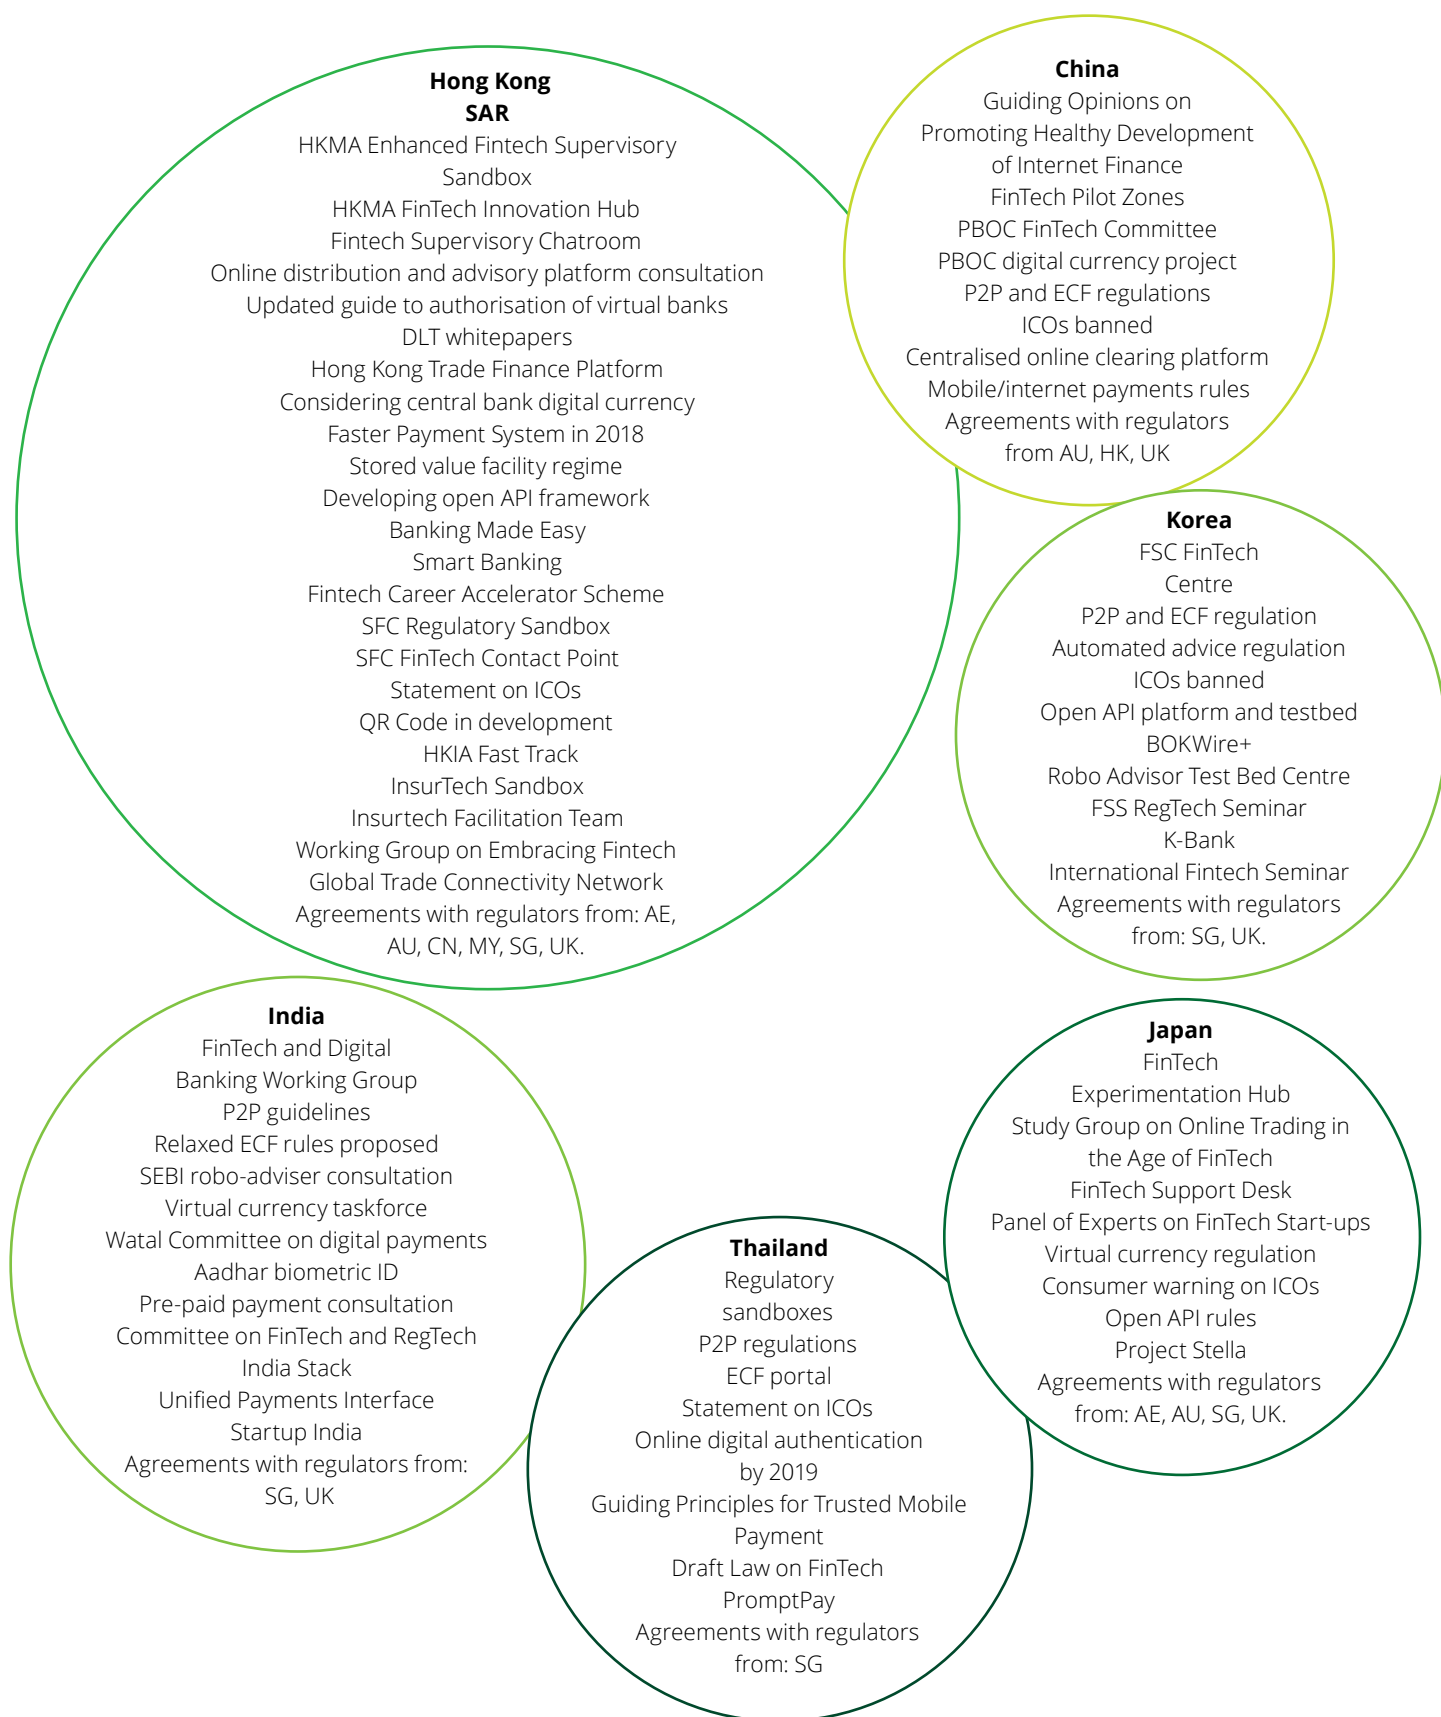 Hong Kong
SAR
HKMA Enhanced Fintech Supervisory
Sandbox
HKMA FinTech Innovation Hub
Fintech Supervisory Chatroom
Online distribution and advisory platform consultation
Updated guide to authorisation of virtual banks
DLT whitepapers
Hong Kong Trade Finance Platform
Considering central bank digital currency
Faster Payment System in 2018
Stored value facility regime
Developing open API framework
Banking Made Easy
Smart Banking
Fintech Career Accelerator Scheme
SFC Regulatory Sandbox
SFC FinTech Contact Point
Statement on ICOs
QR Code in development
HKIA Fast Track
InsurTech Sandbox
Insurtech Facilitation Team
Working Group on Embracing Fintech
Global Trade Connectivity Network
Agreements with regulators from: AE,
AU, CN, MY, SG, UK.
China
Guiding Opinions on
Promoting Healthy Development
of Internet Finance
FinTech Pilot Zones
PBOC FinTech Committee
PBOC digital currency project
P2P and ECF regulations
ICOs banned
Centralised online clearing platform
Mobile/internet payments rules
Agreements with regulators
from AU, HK, UK
Korea
FSC FinTech
Centre
P2P and ECF regulation
Automated advice regulation
ICOs banned
Open API platform and testbed
BOKWire+
Robo Advisor Test Bed Centre
FSS RegTech Seminar
K-Bank
International Fintech Seminar
Agreements with regulators
from: SG, UK.
India
FinTech and Digital
Banking Working Group
P2P guidelines
Relaxed ECF rules proposed
SEBI robo-adviser consultation
Virtual currency taskforce
Watal Committee on digital payments
Aadhar biometric ID
Pre-paid payment consultation
Committee on FinTech and RegTech
India Stack
Unified Payments Interface
Startup India
Agreements with regulators from:
SG, UK
Japan
FinTech
Experimentation Hub
Study Group on Online Trading in
the Age of FinTech
FinTech Support Desk
Panel of Experts on FinTech Start-ups
Virtual currency regulation
Consumer warning on ICOs
Open API rules
Project Stella
Agreements with regulators
from: AE, AU, SG, UK.
Thailand
Regulatory
sandboxes
P2P regulations
ECF portal
Statement on ICOs
Online digital authentication
by 2019
Guiding Principles for Trusted Mobile
Payment
Draft Law on FinTech
PromptPay
Agreements with regulators
from: SG